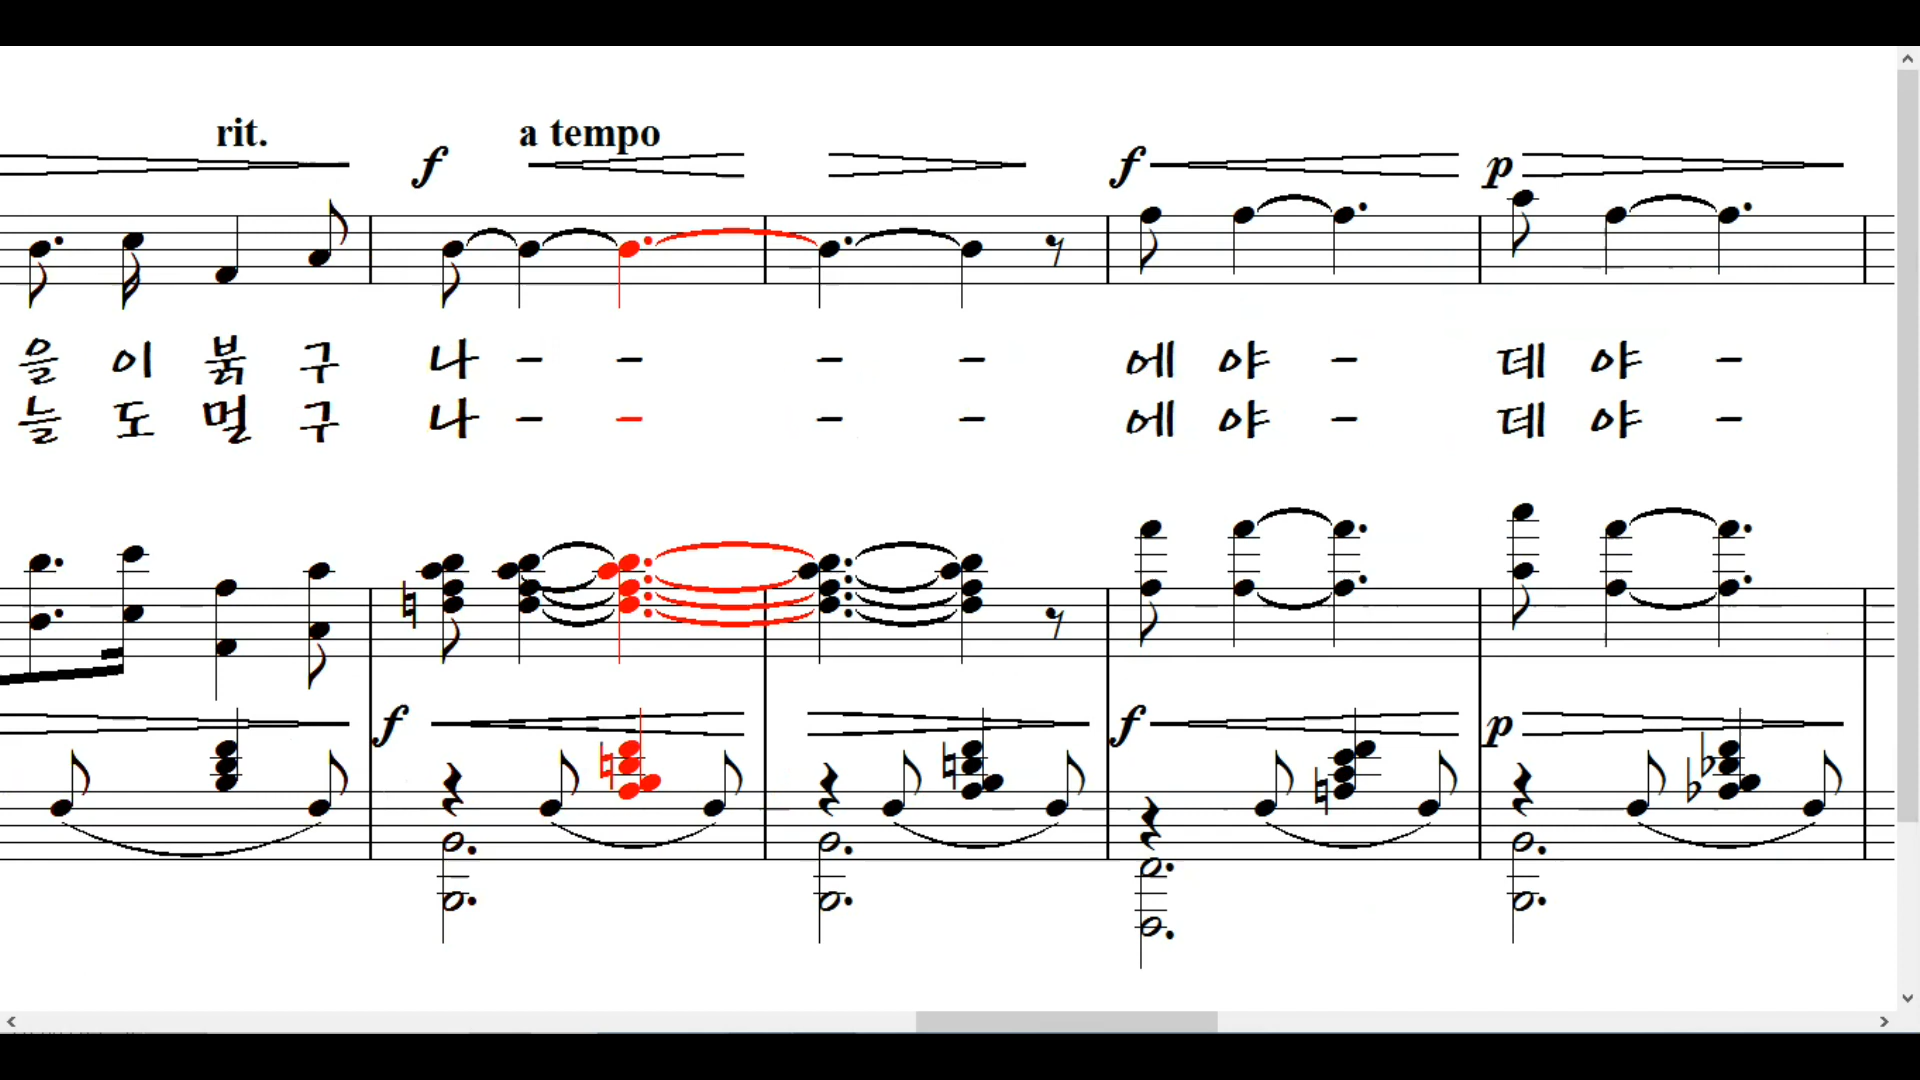 rit. a tempo
f f p
을 이 붉 구 나 - - - - 에 야 - 데 야 -
늘 도 멀 구 나 - - - - 에 야 - 데 야 -
f f p